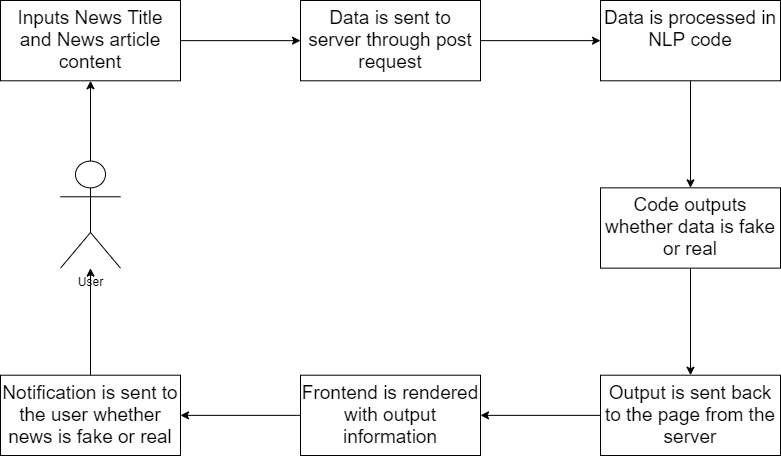 Inputs News Title
and News article
content
Data is sent to
server through post
request
Data is processed in
NLP code
Code outputs
whether data is fake
or real
User
Notification is sent to
the user whether
news is fake or real
Frontend is rendered
with output
information
Output is sent back
to the page from the
server